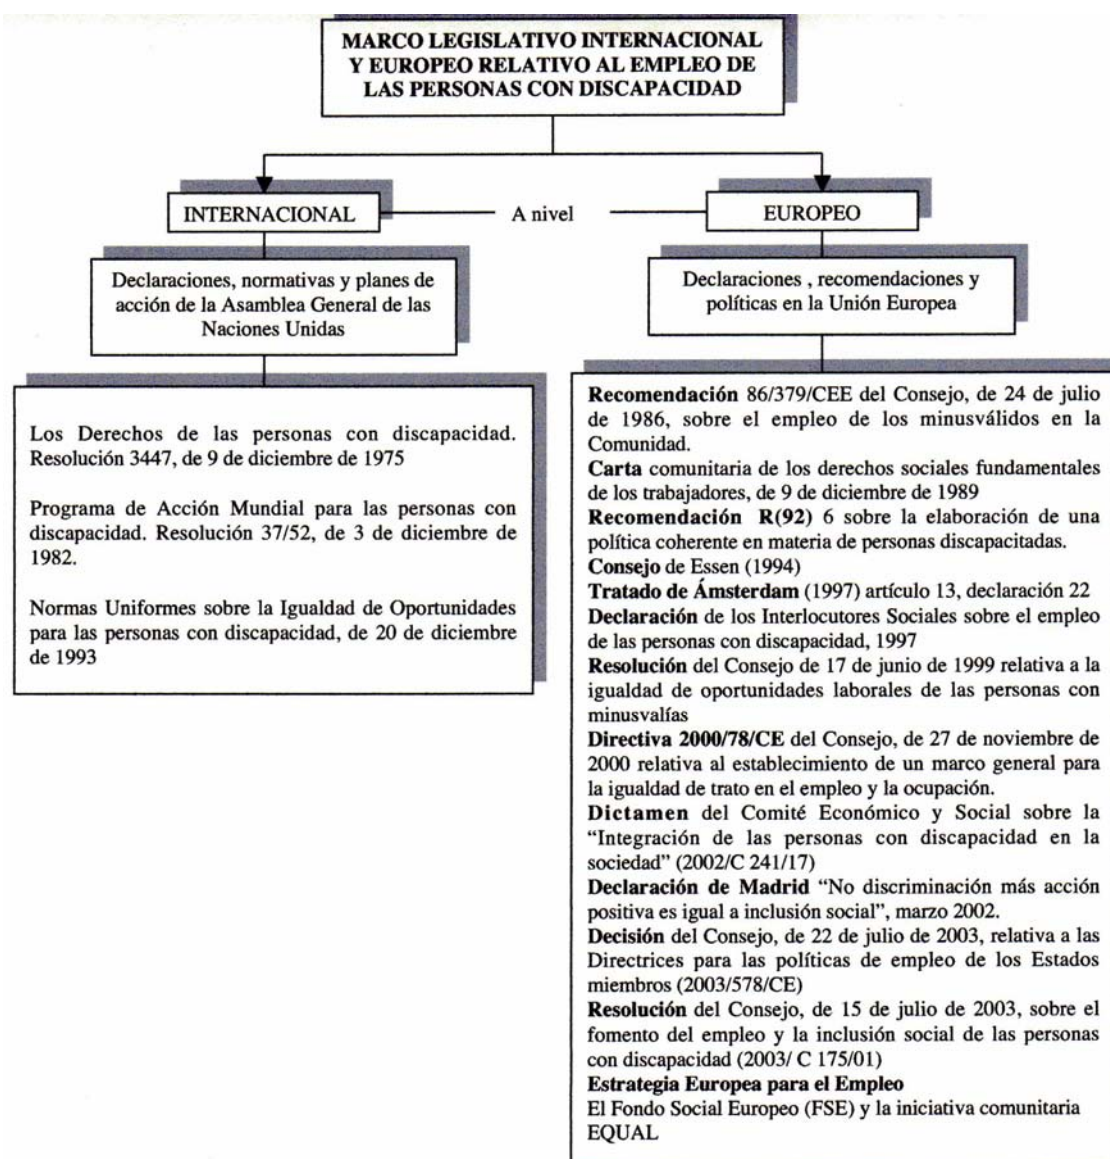 MARCO LEGISLATIVO INTERNACIONAL
Y EUROPEO RELATIVO AL EMPLEO DE
LAS PERSONAS CON DISCAPACIDAD
INTERNACIONAL
A nivel
EUROPEO
Declaraciones, normativas y planes de
acción de la Asamblea General de las
Naciones Unidas
Declaraciones , recomendaciones y
políticas en la Unión Europea
Los Derechos de las personas con discapacidad.
Resolución 3447, de 9 de diciembre de 1975
Programa de Acción Mundial para las personas con
discapacidad. Resolución 37/52, de 3 de diciembre de
1982.
Normas Uniformes sobre la Igualdad de Oportunidades
para las personas con discapacidad, de 20 de diciembre
de 1993
Recomendación 86/379/CEE del Consejo, de 24 de julio
de 1986, sobre el empleo de los minusválidos en la
Comunidad.
Carta comunitaria de los derechos sociales fundamentales
de los trabajadores, de 9 de diciembre de 1989
Recomendación R(92) 6 sobre la elaboración de una
política coherente en materia de personas discapacitadas.
Consejo de Essen (1994)
Tratado de Ámsterdam (1997) artículo 13, declaración 22
Declaración de los Interlocutores Sociales sobre el empleo
de las personas con discapacidad, 1997
Resolución del Consejo de 17 de junio de 1999 relativa a la
igualdad de oportunidades laborales de las personas con
minusvalías
Directiva 2000/78/CE del Consejo, de 27 de noviembre de
2000 relativa al establecimiento de un marco general para
la igualdad de trato en el empleo y la ocupación.
Dictamen del Comité Económico y Social sobre la
“Integración de las personas con discapacidad en la
sociedad” (2002/C 241/17)
Declaración de Madrid “No discriminación más acción
positiva es igual a inclusión social”, marzo 2002.
Decisión del Consejo, de 22 de julio de 2003, relativa a las
Directrices para las políticas de empleo de los Estados
miembros (2003/578/CE)
Resolución del Consejo, de 15 de julio de 2003, sobre el
fomento del empleo y la inclusión social de las personas
con discapacidad (2003/ C 175/01)
Estrategia Europea para el Empleo
El Fondo Social Europeo (FSE) y la iniciativa comunitaria
EQUAL